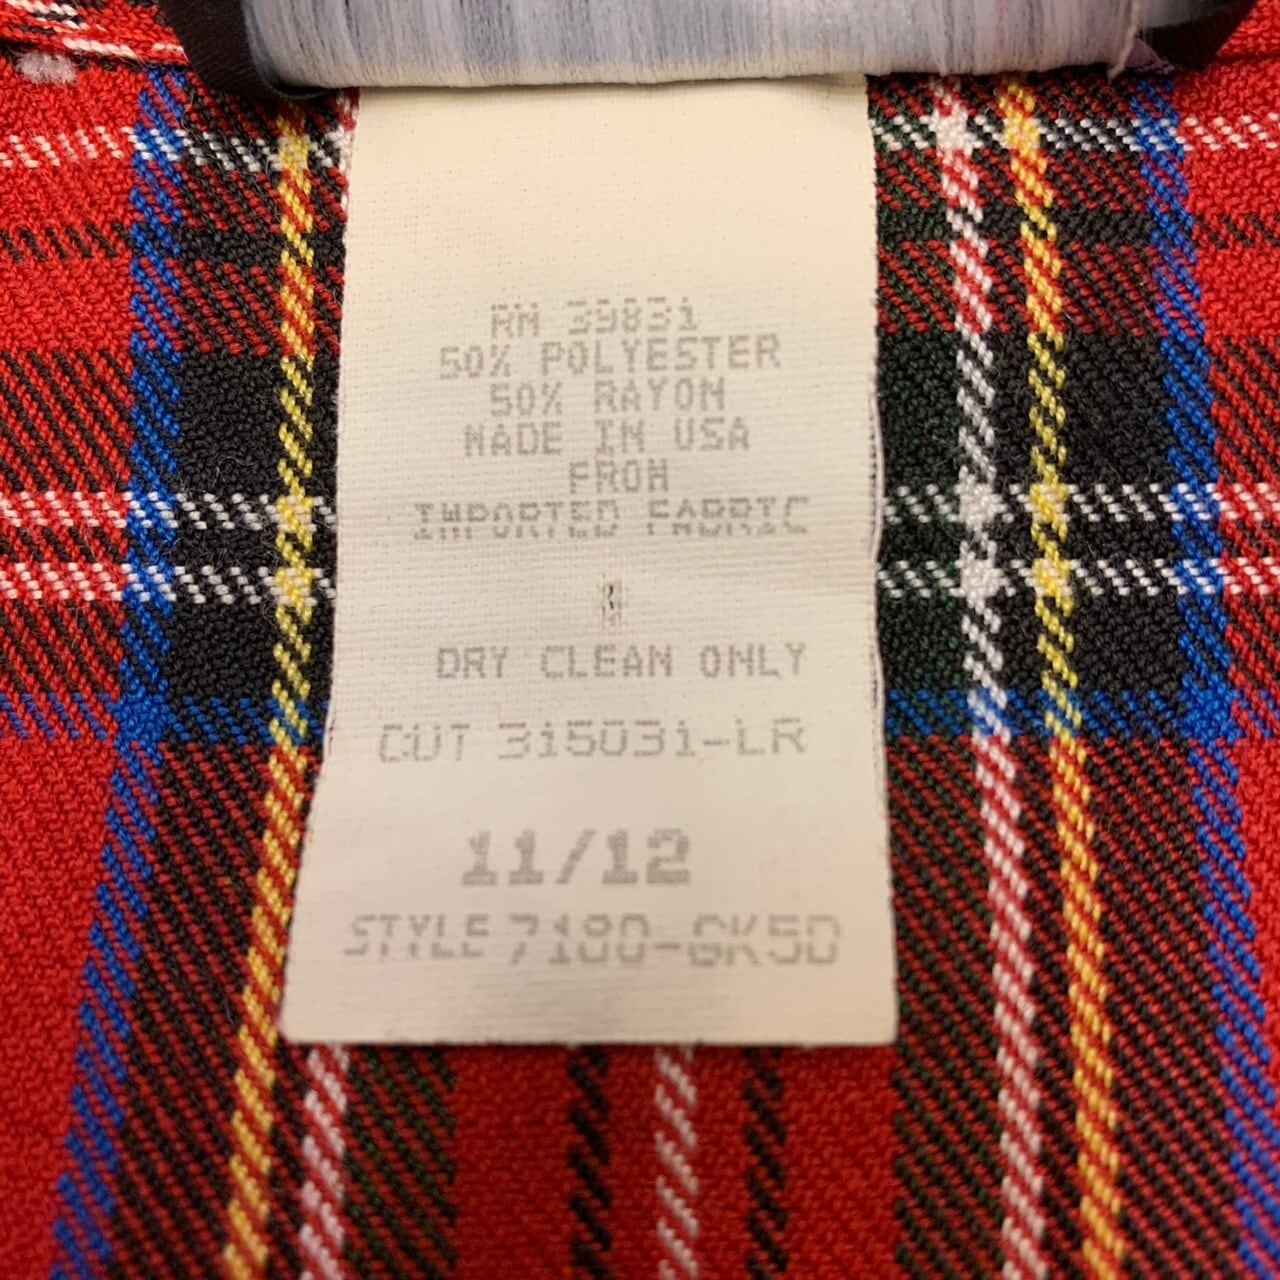 RN 39831
50% POLYESTER
50% RAYON
MADE IN USA
FROM
IMPORTED FABRIC
DRY CLEAN ONLY
CUT 315031-LR
11/12
STYLE 7180-GK5D